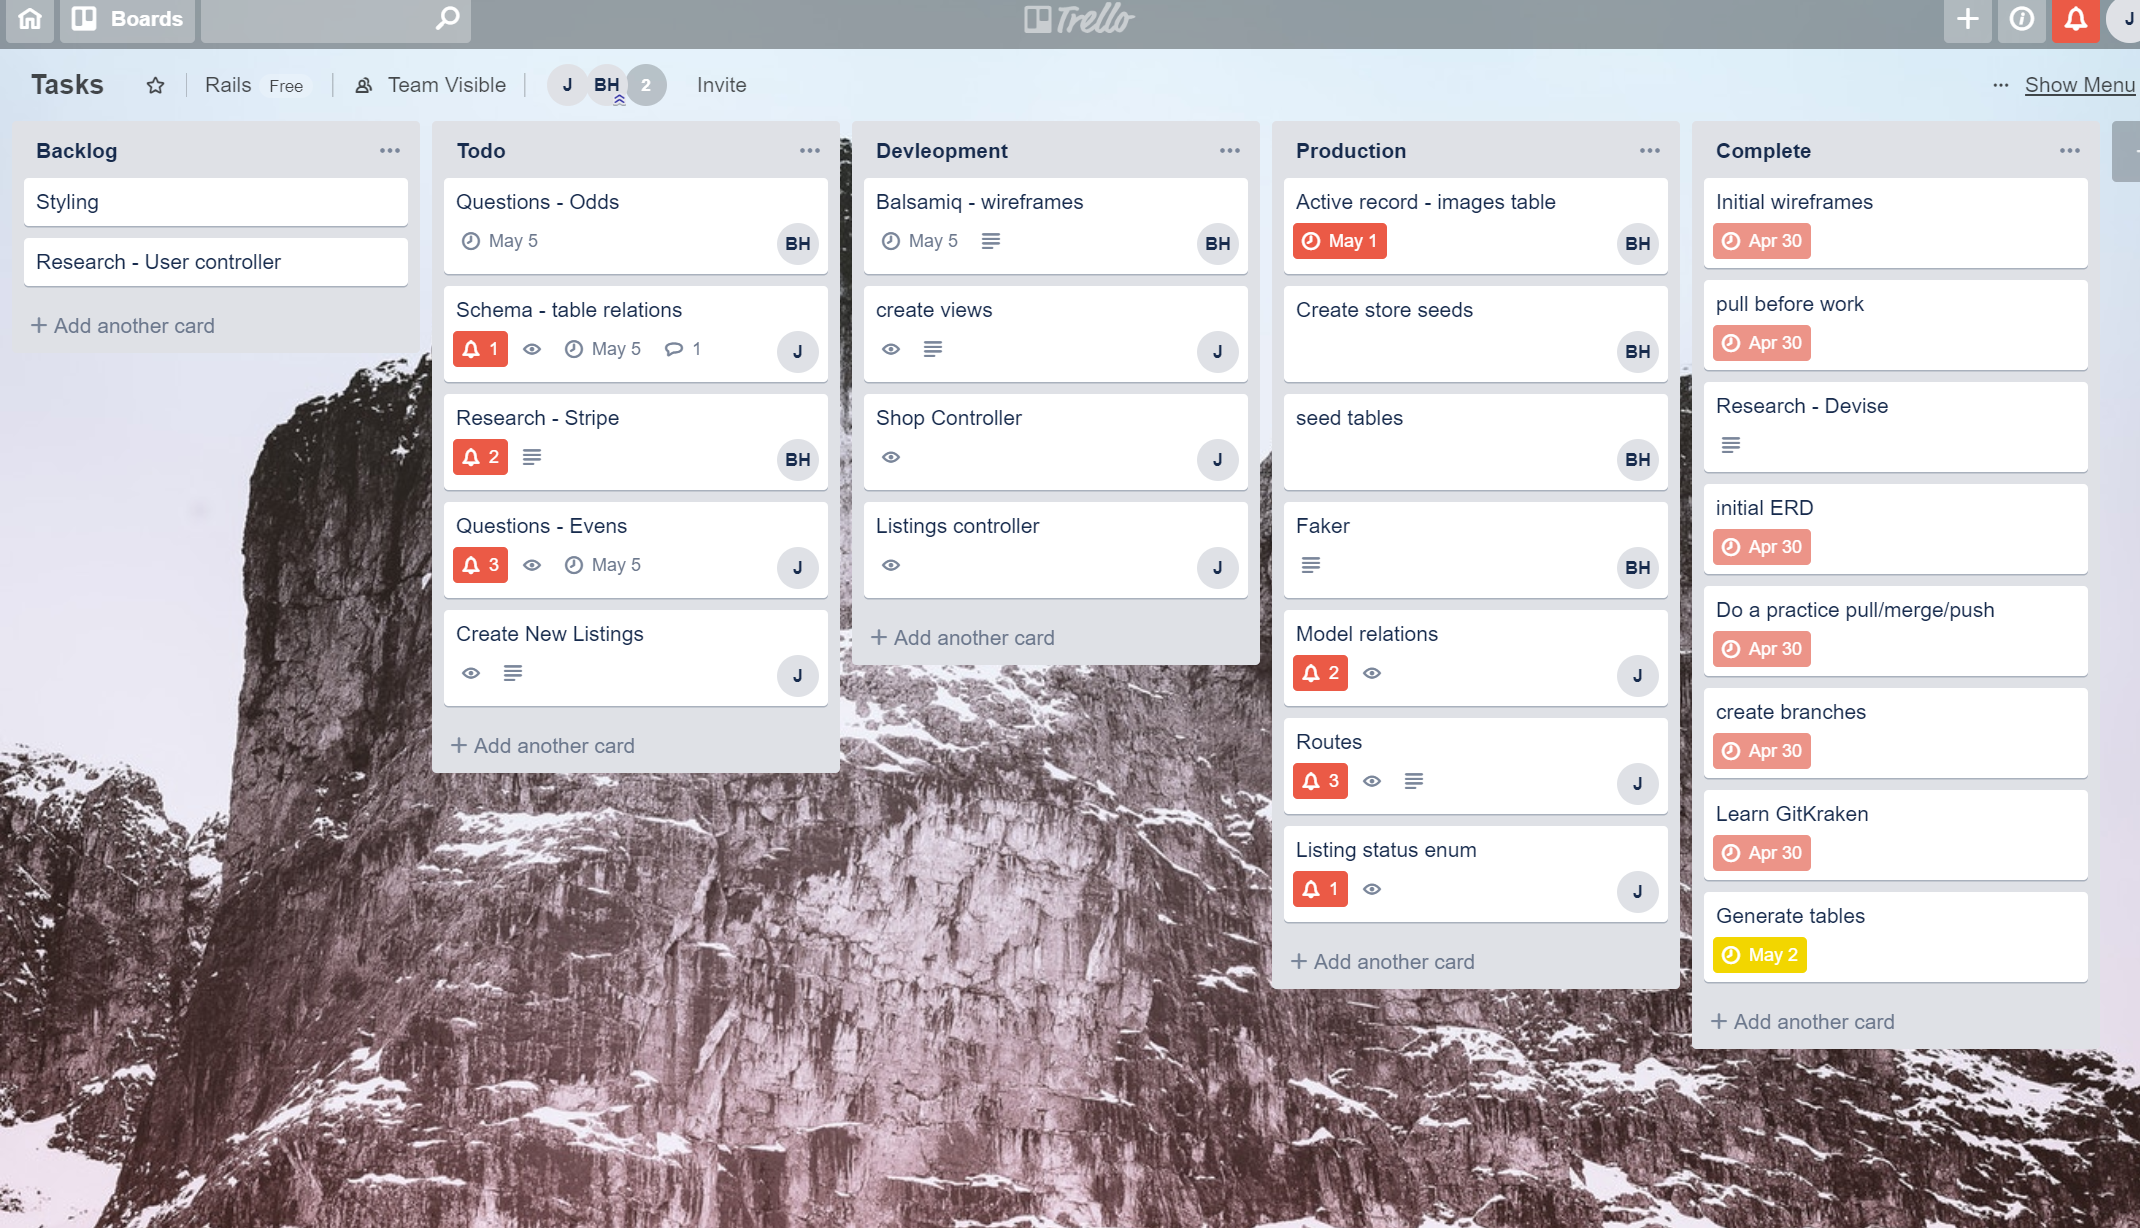 Boards
Trello
J
Tasks
Rails Free
Team Visible
J BH 2
Invite
... Show Menu
Backlog
Styling
Research - User controller
+ Add another card
Todo
Questions - Odds
May 5
BH
Schema - table relations
1 May 5 1
J
Research - Stripe
2
BH
Questions - Evens
3 May 5
J
Create New Listings
J
+ Add another card
Devleopment
Balsamiq - wireframes
May 5
BH
create views
J
Shop Controller
J
Listings controller
J
+ Add another card
Production
Active record - images table
May 1
BH
Create store seeds
BH
seed tables
BH
Faker
BH
Model relations
2
J
Routes
3
J
Listing status enum
1
J
+ Add another card
Complete
Initial wireframes
Apr 30
pull before work
Apr 30
Research - Devise
initial ERD
Apr 30
Do a practice pull/merge/push
Apr 30
create branches
Apr 30
Learn GitKraken
Apr 30
Generate tables
May 2
+ Add another card